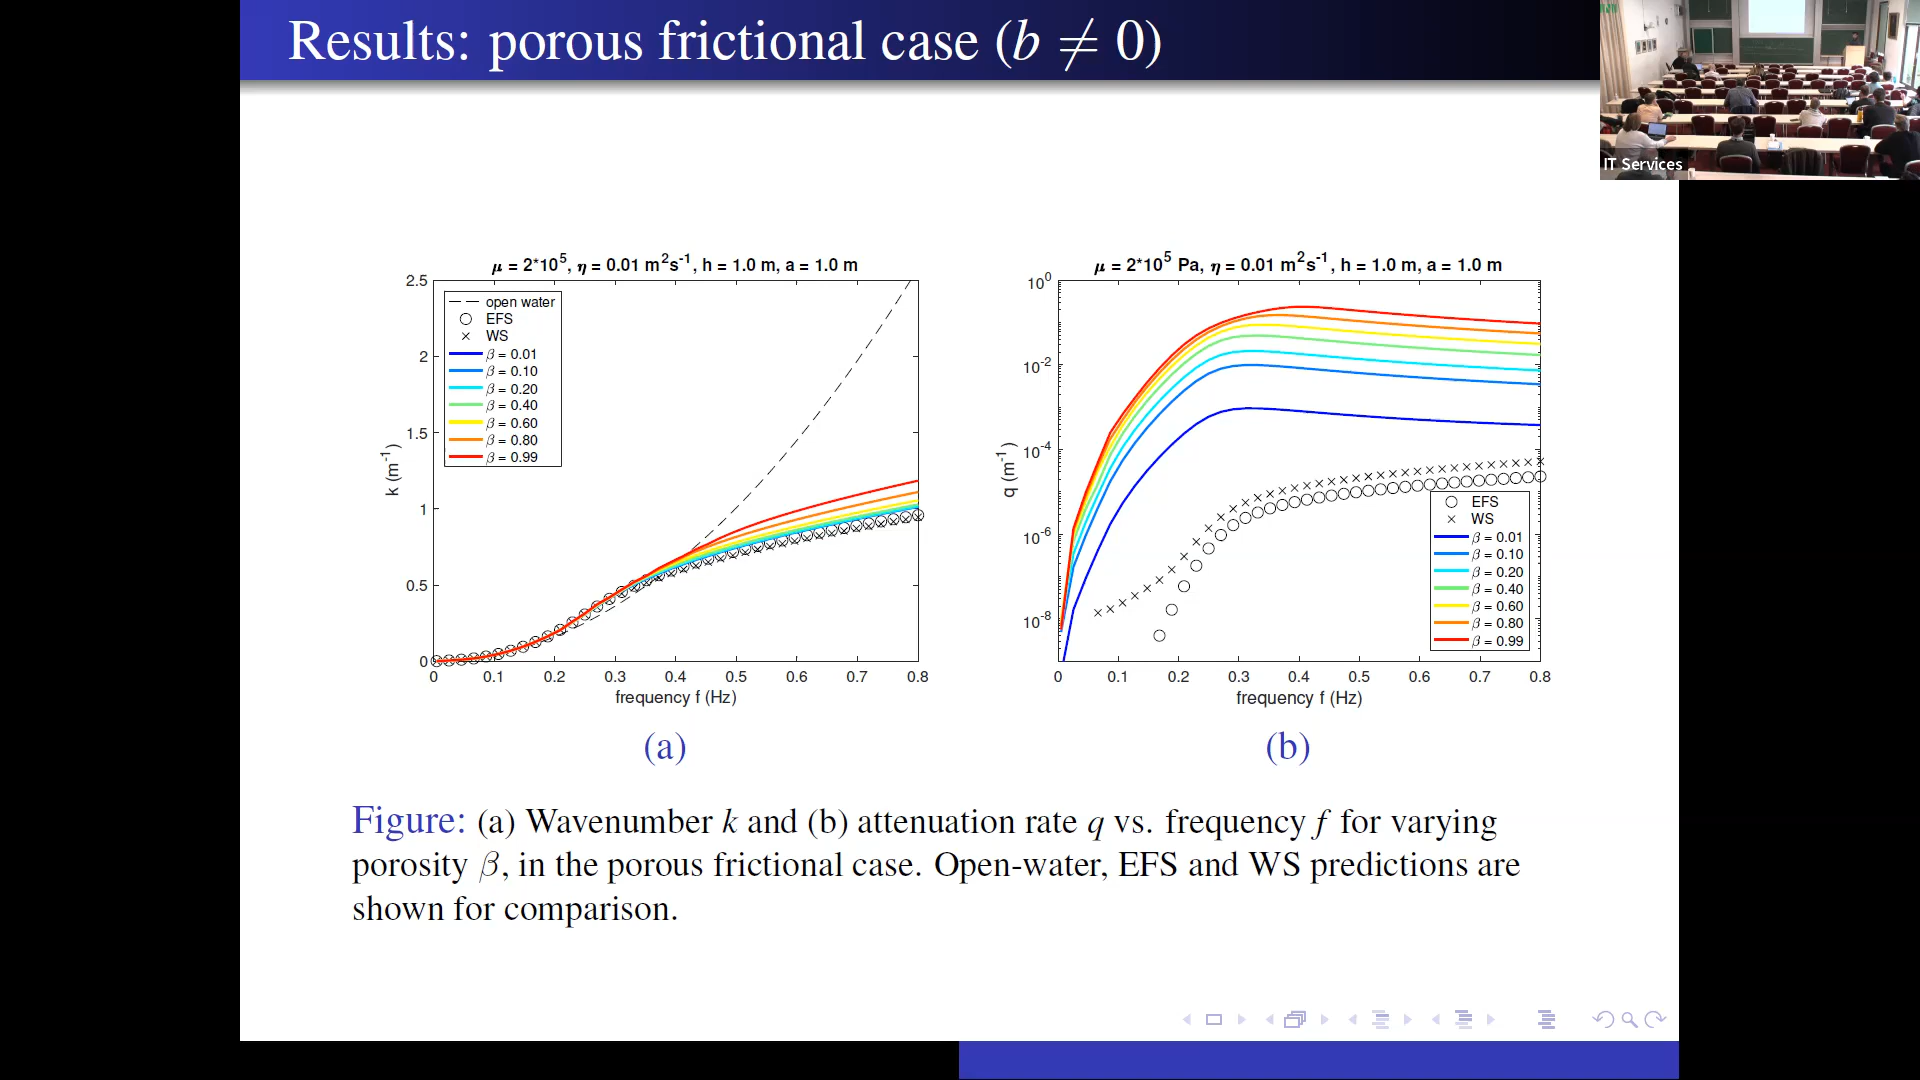 Results: porous frictional case (b ≠ 0)
IT Services
μ = 2*10^5, η = 0.01 m^2s^-1, h = 1.0 m, a = 1.0 m
2.5
2
1.5
1
0.5
0
k (m^-1)
open water
EFS
WS
β = 0.01
β = 0.10
β = 0.20
β = 0.40
β = 0.60
β = 0.80
β = 0.99
0 0.1 0.2 0.3 0.4 0.5 0.6 0.7 0.8
frequency f (Hz)
(a)
μ = 2*10^5 Pa, η = 0.01 m^2s^-1, h = 1.0 m, a = 1.0 m
10^0
10^-2
10^-4
10^-6
10^-8
q (m^-1)
EFS
WS
β = 0.01
β = 0.10
β = 0.20
β = 0.40
β = 0.60
β = 0.80
β = 0.99
0 0.1 0.2 0.3 0.4 0.5 0.6 0.7 0.8
frequency f (Hz)
(b)
Figure: (a) Wavenumber k and (b) attenuation rate q vs. frequency f for varying
porosity β, in the porous frictional case. Open-water, EFS and WS predictions are
shown for comparison.